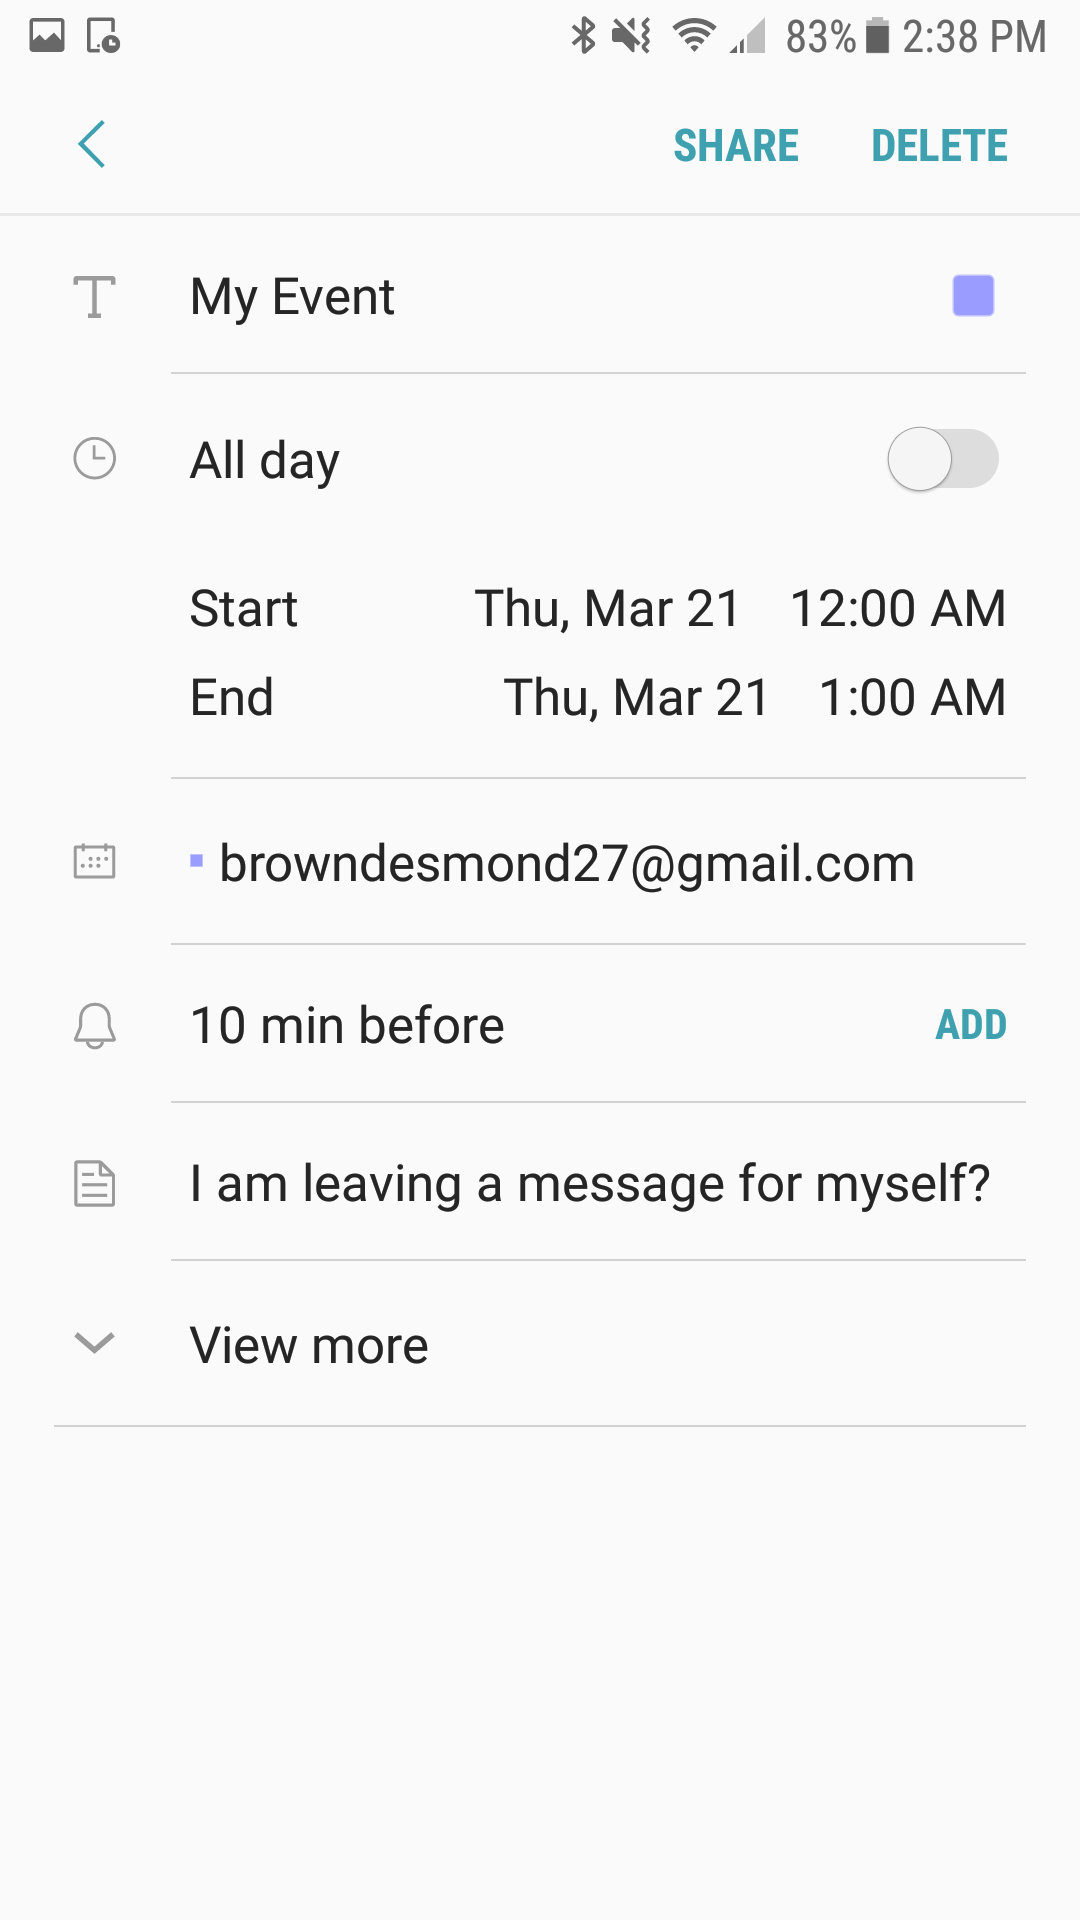 83% 2:38 PM
SHARE DELETE
My Event
All day
Start Thu, Mar 21 12:00 AM
End Thu, Mar 21 1:00 AM
browndesmond27@gmail.com
10 min before ADD
I am leaving a message for myself?
View more